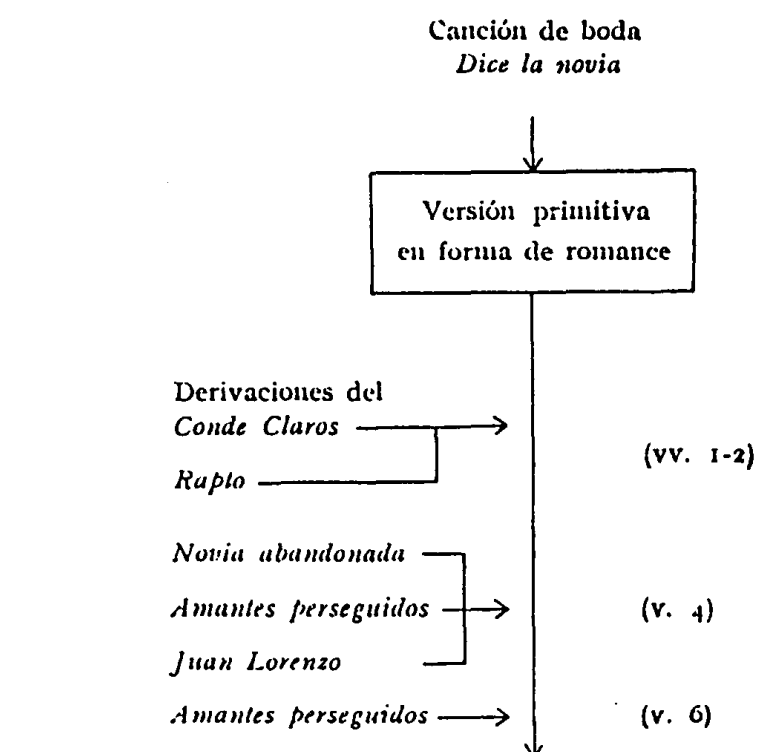 Canción de boda
Dice la novia
Versión primitiva
en forma de romance
Derivaciones del
Conde Claros
(vv. 1-2)
Rapto
Novia abandonada
Amantes perseguidos (v. 4)
Juan Lorenzo
Amantes perseguidos (v. 6)